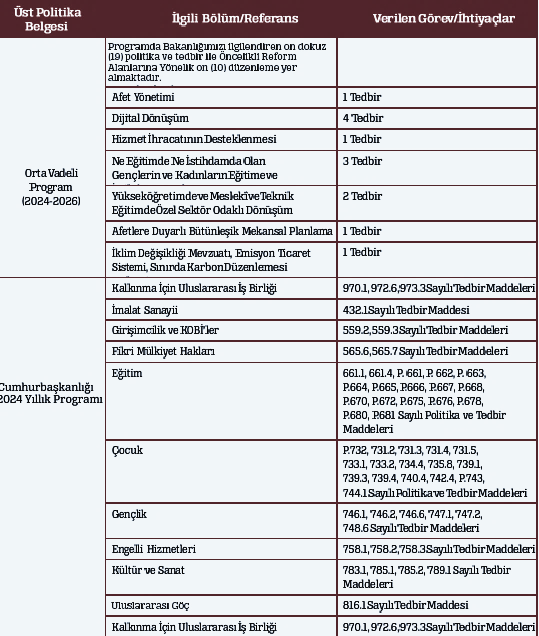 Üst Politika
Belgesi
İlgili Bölüm/Referans
Verilen Görev/İhtiyaçlar
Orta Vadeli
Program
(2024-2026)
Programda Bakanlığımızı ilgilendiren on dokuz
(19) politika ve tedbir ile Öncelikli Reform
Alanlarına Yönelik on (10) düzenleme yer
almaktadır.
Afet Yönetimi
1 Tedbir
Dijital Dönüşüm
4 Tedbir
Hizmet İhracatının Desteklenmesi
1 Tedbir
Ne Eğitimde Ne İstihdamda Olan
Gençlerin ve Kadınların Eğitime ve
3 Tedbir
Yükseköğretimde ve Meslekî ve Teknik
Eğitimde Özel Sektör Odaklı Dönüşüm
2 Tedbir
Afetlere Duyarlı Bütünleşik Mekansal Planlama
1 Tedbir
İklim Değişikliği Mevzuatı, Emisyon Ticaret
Sistemi, Sınırda Karbon Düzenlemesi
1 Tedbir
Cumhurbaşkanlığı
2024 Yıllık Programı
Kalkınma İçin Uluslararası İş Birliği
970.1, 972.6, 973.3 Sayılı Tedbir Maddeleri
İmalat Sanayii
432.1 Sayılı Tedbir Maddesi
Girişimcilik ve KOBİ'ler
559.2, 559.3 Sayılı Tedbir Maddeleri
Fikri Mülkiyet Hakları
565.6, 565.7 Sayılı Tedbir Maddeleri
Eğitim
661.1, 661.4, P. 661, P. 662, P. 663,
P.664, P.665, P.666, P.667, P.668,
P.670, P.672, P.675, P.676, P.678,
P.680, P.681 Sayılı Politika ve Tedbir
Maddeleri
Çocuk
P.732, 731.2, 731.3, 731.4, 731.5,
733.1, 733.2, 734.4, 735.8, 739.1,
739.3, 739.4, 740.4, 742.4, P.743,
744.1 Sayılı Politika ve Tedbir Maddeleri
Gençlik
746.1, 746.2, 746.6, 747.1, 747.2,
748.6 Sayılı Tedbir Maddeleri
Engelli Hizmetleri
758.1, 758.2, 758.3 Sayılı Tedbir Maddeleri
Kültür ve Sanat
783.1, 785.1, 785.2, 789.1 Sayılı Tedbir
Maddeleri
Uluslararası Göç
816.1 Sayılı Tedbir Maddesi
Kalkınma İçin Uluslararası İş Birliği
970.1, 972.6, 973.3 Sayılı Tedbir Maddeleri